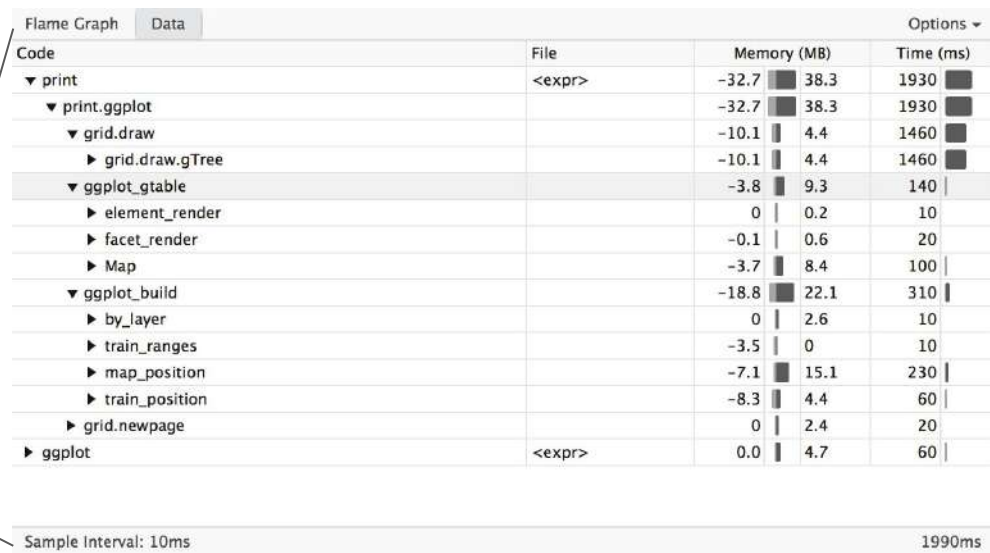 Flame Graph Data Options ▾
Code File Memory (MB) Time (ms)
▼ print <expr> -32.7 38.3 1930
▼ print.ggplot -32.7 38.3 1930
▼ grid.draw -10.1 4.4 1460
▶ grid.draw.gTree -10.1 4.4 1460
▼ ggplot_gtable -3.8 9.3 140
▶ element_render 0 0.2 10
▶ facet_render -0.1 0.6 20
▶ Map -3.7 8.4 100
▼ ggplot_build -18.8 22.1 310
▶ by_layer 0 2.6 10
▶ train_ranges -3.5 0 10
▶ map_position -7.1 15.1 230
▶ train_position -8.3 4.4 60
▶ grid.newpage 0 2.4 20
▶ ggplot <expr> 0.0 4.7 60
Sample Interval: 10ms 1990ms